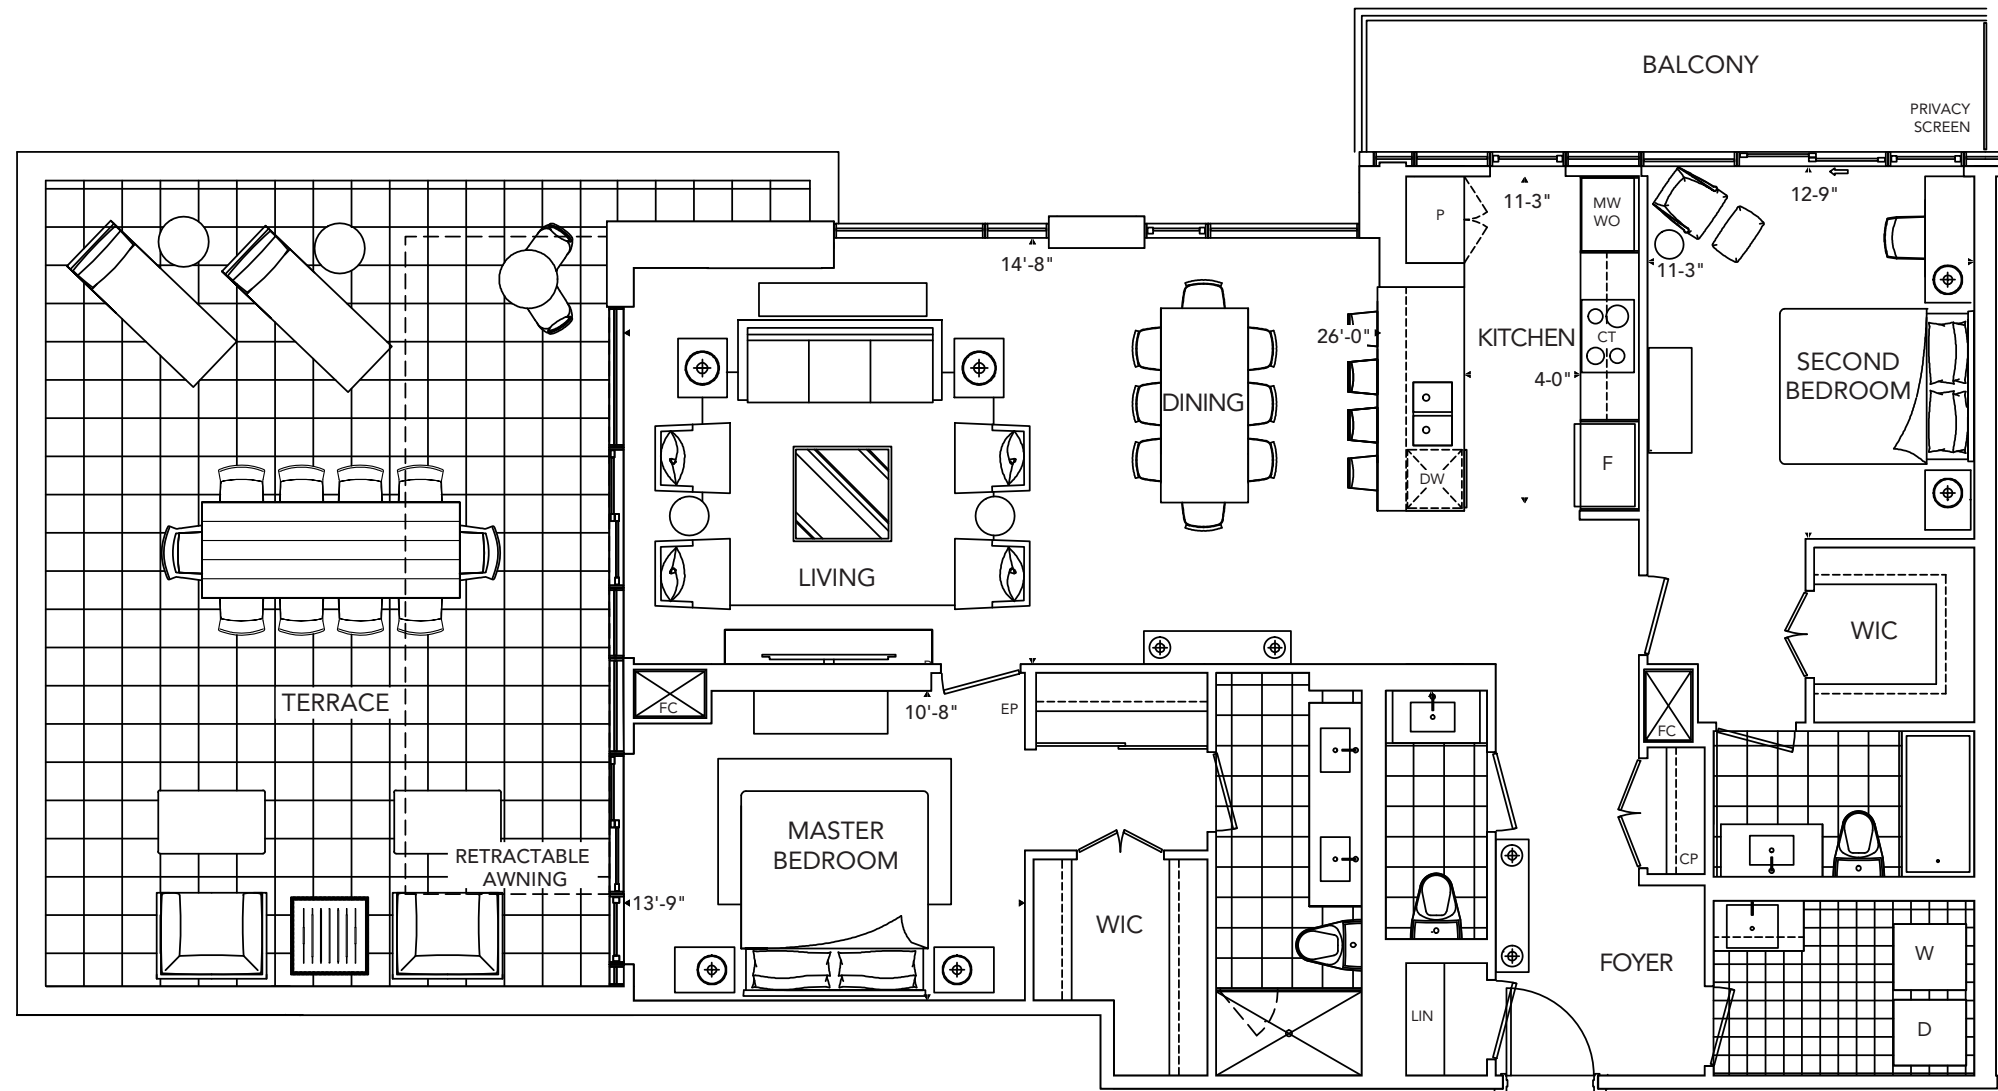 BALCONY
PRIVACY
SCREEN
12-9"
11-3"
MW
WO
P
14'-8"
11-3"
26'-0"
KITCHEN
CT
4-0"
SECOND
BEDROOM
DINING
F
DW
LIVING
WIC
TERRACE
FC
10'-8"
EP
FC
MASTER
BEDROOM
RETRACTABLE
AWNING
CP
13'-9"
WIC
FOYER
W
LIN
D